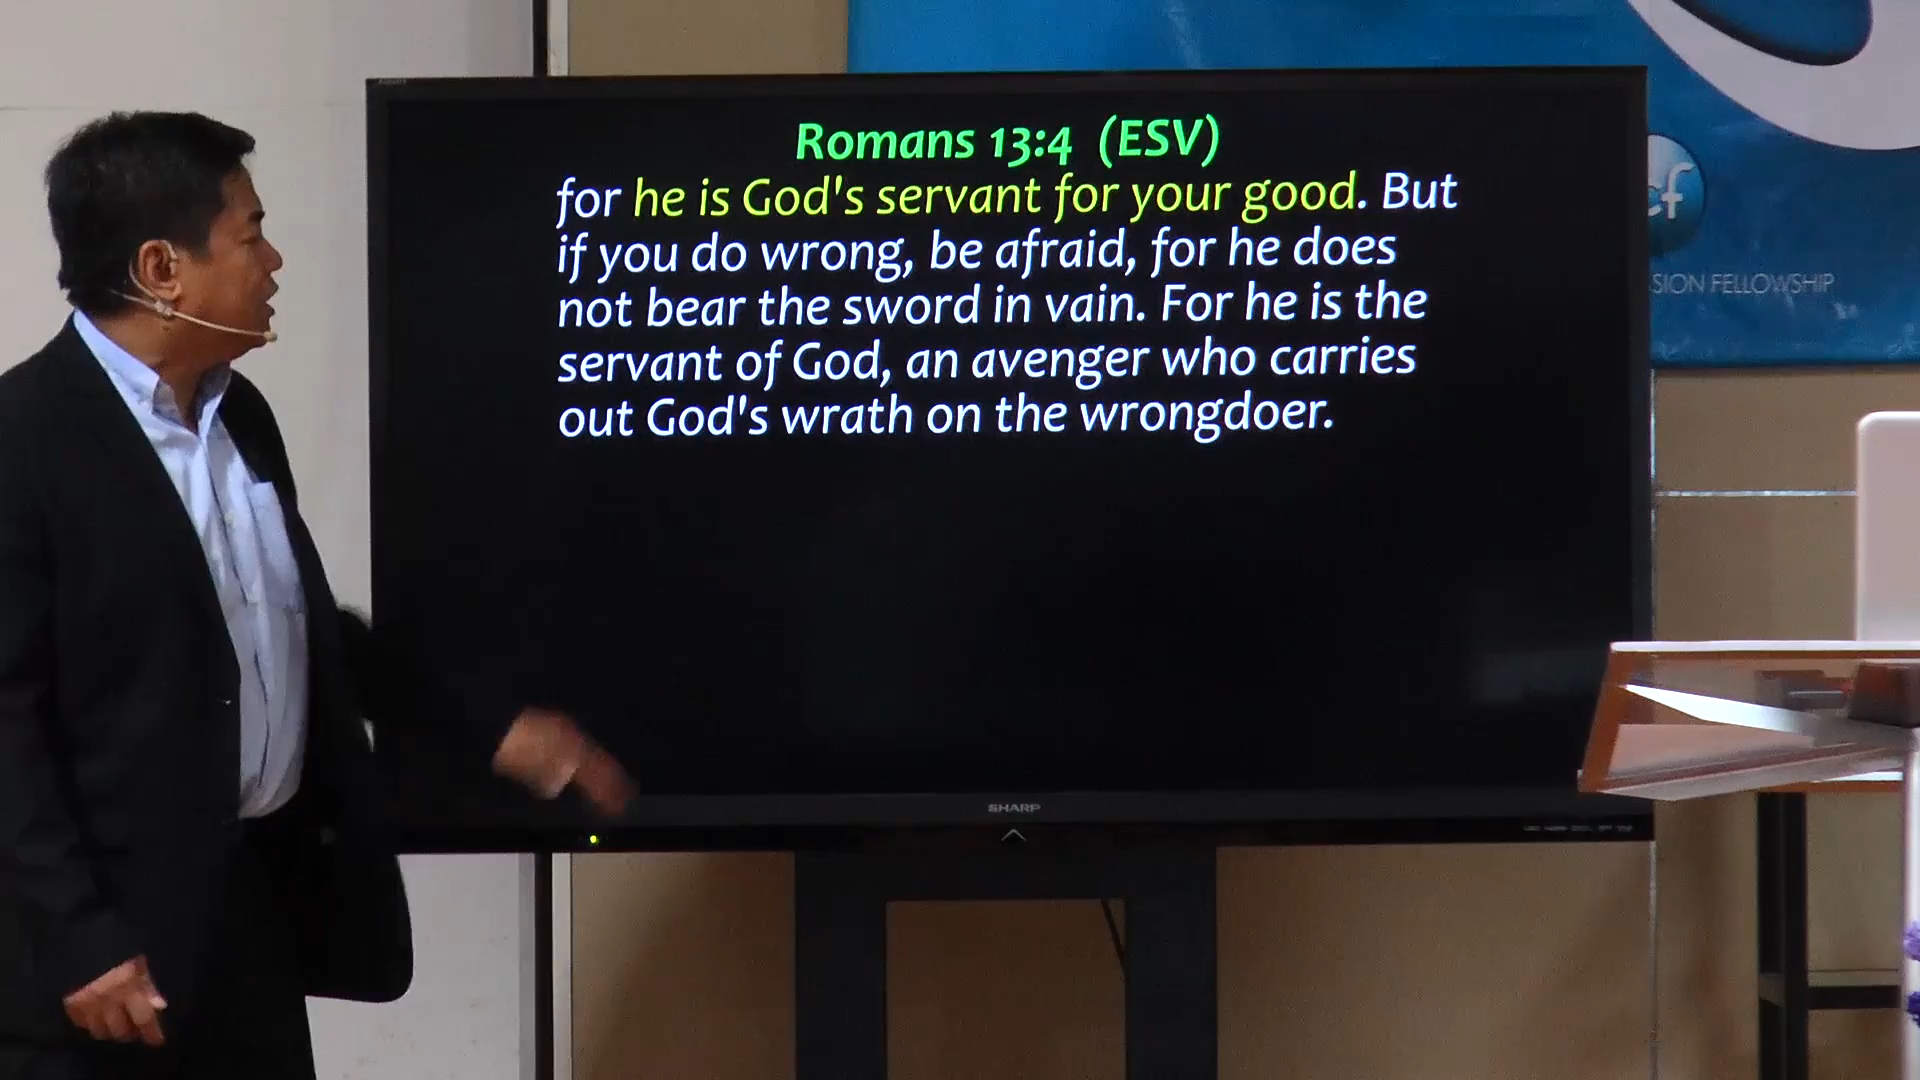 Romans 13:4 (ESV)
for he is God's servant for your good. But
if you do wrong, be afraid, for he does
not bear the sword in vain. For he is the
servant of God, an avenger who carries
out God's wrath on the wrongdoer.
cf
SION FELLOWSHIP
SHARP